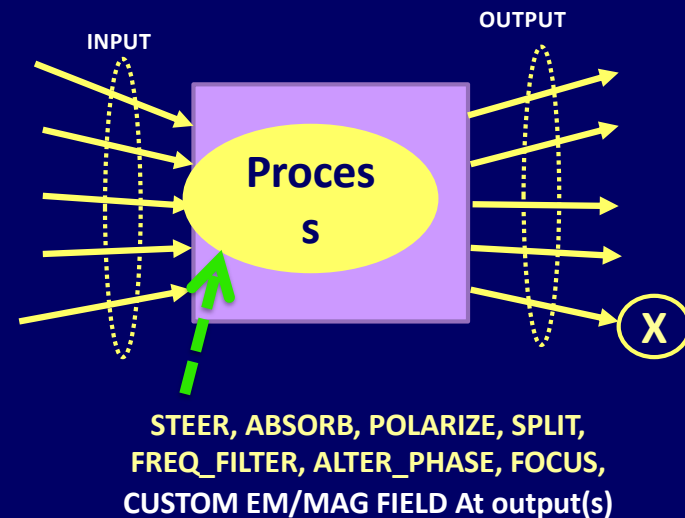 INPUT
OUTPUT
Proces
s
X
STEER, ABSORB, POLARIZE, SPLIT,
FREQ_FILTER, ALTER_PHASE, FOCUS,
CUSTOM EM/MAG FIELD At output(s)